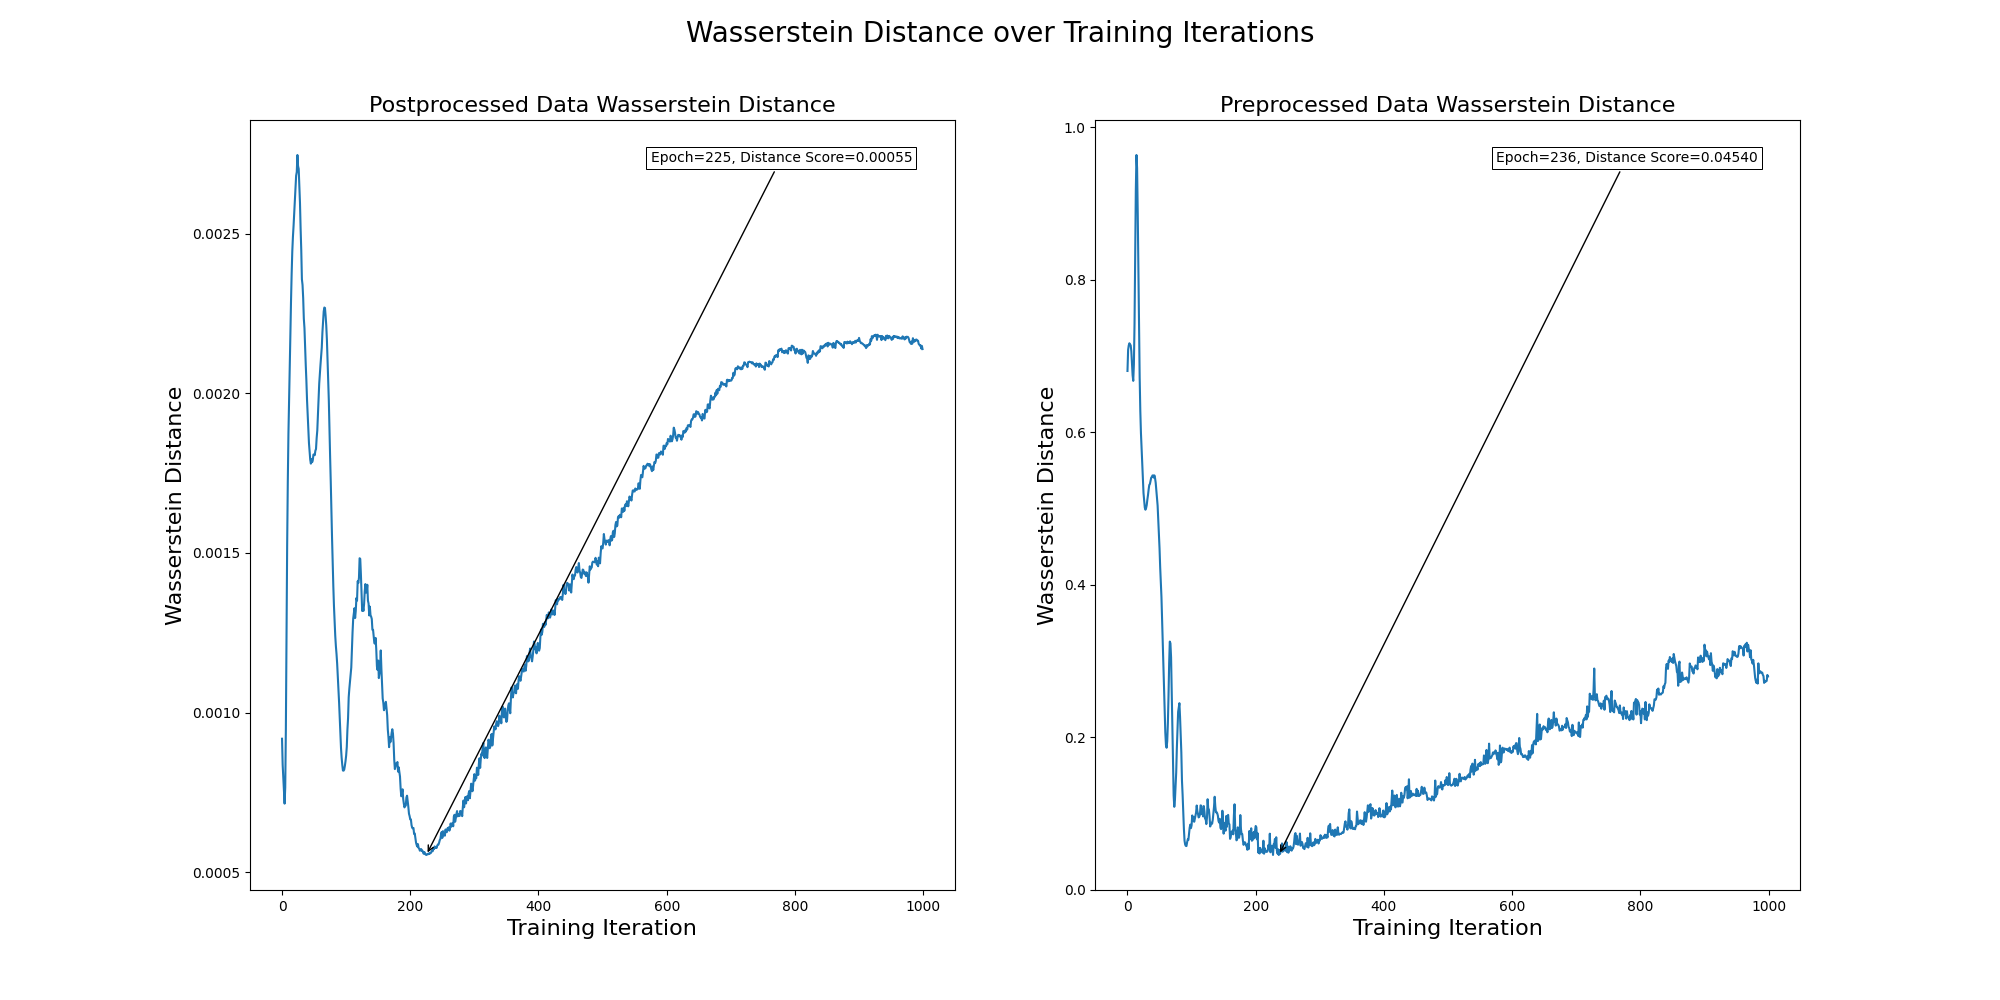 Wasserstein Distance over Training Iterations
Postprocessed Data Wasserstein Distance
Epoch=225, Distance Score=0.00055
0.0025
0.0020
0.0015
0.0010
0.0005
Wasserstein Distance
0 200 400 600 800 1000
Training Iteration
Preprocessed Data Wasserstein Distance
Epoch=236, Distance Score=0.04540
1.0
0.8
0.6
0.4
0.2
0.0
Wasserstein Distance
0 200 400 600 800 1000
Training Iteration